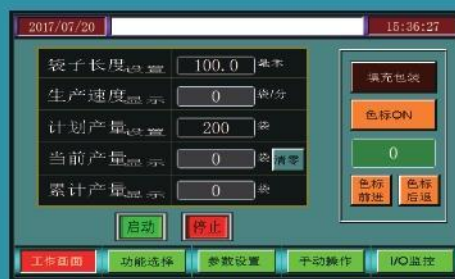 2017/07/20 15:36:27
袋子长度设置 100.0 毫米
生产速度显示 0 袋/分
计划产量设置 200 袋
当前产量显示 0 袋 清零
累计产量显示 0 袋
填充包装
色标ON
0
色标前进 色标后退
启动 停止
工作画面 功能选择 参数设置 手动操作 I/O监控